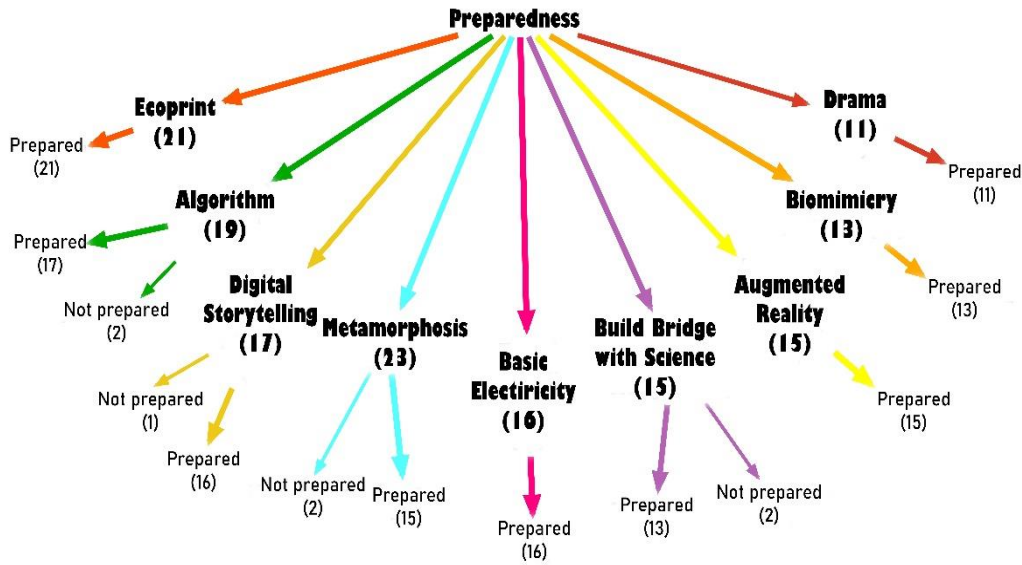 Preparedness
Ecoprint
(21)
Prepared
(21)
Algorithm
(19)
Prepared
(17)
Not prepared
(2)
Digital
Storytelling
(17)
Not prepared
(1)
Prepared
(16)
Metamorphosis
(23)
Not prepared
(2)
Prepared
(15)
Basic
Electiricity
(16)
Prepared
(16)
Build Bridge
with Science
(15)
Prepared
(13)
Not prepared
(2)
Augmented
Reality
(15)
Prepared
(15)
Biomimicry
(13)
Prepared
(13)
Drama
(11)
Prepared
(11)